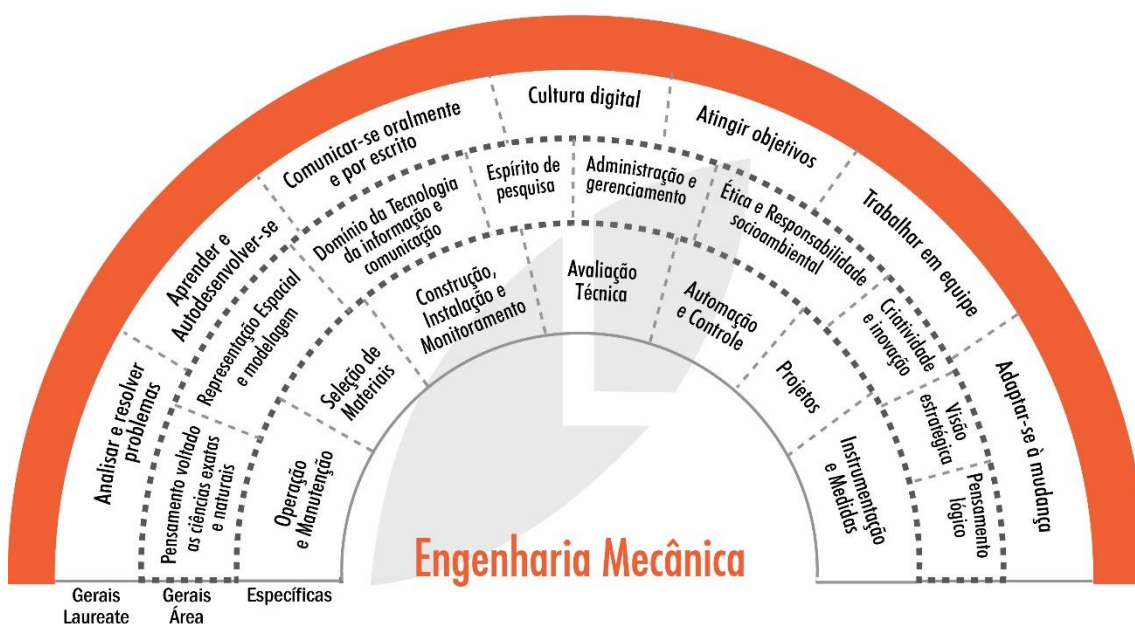 Analisar e resolver
problemas
Aprender e
Autodesenvolver-se
Comunicar-se oralmente
e por escrito
Cultura digital
Atingir objetivos
Trabalhar em equipe
Adaptar-se à mudança
Pensamento voltado
as ciências exatas
e naturais
Representação Espacial
e modelagem
Domínio da Tecnologia
da informação e
comunicação
Espírito de
pesquisa
Administração e
gerenciamento
Ética e Responsabilidade
socioambiental
Criatividade
e inovação
Visão
estratégica
Pensamento
lógico
Operação
e Manutenção
Seleção de
Materiais
Construção,
Instalação e
Monitoramento
Avaliação
Técnica
Automação
e Controle
Projetos
Instrumentação
e Medidas
Engenharia Mecânica
Gerais
Laureate
Gerais
Área
Específicas